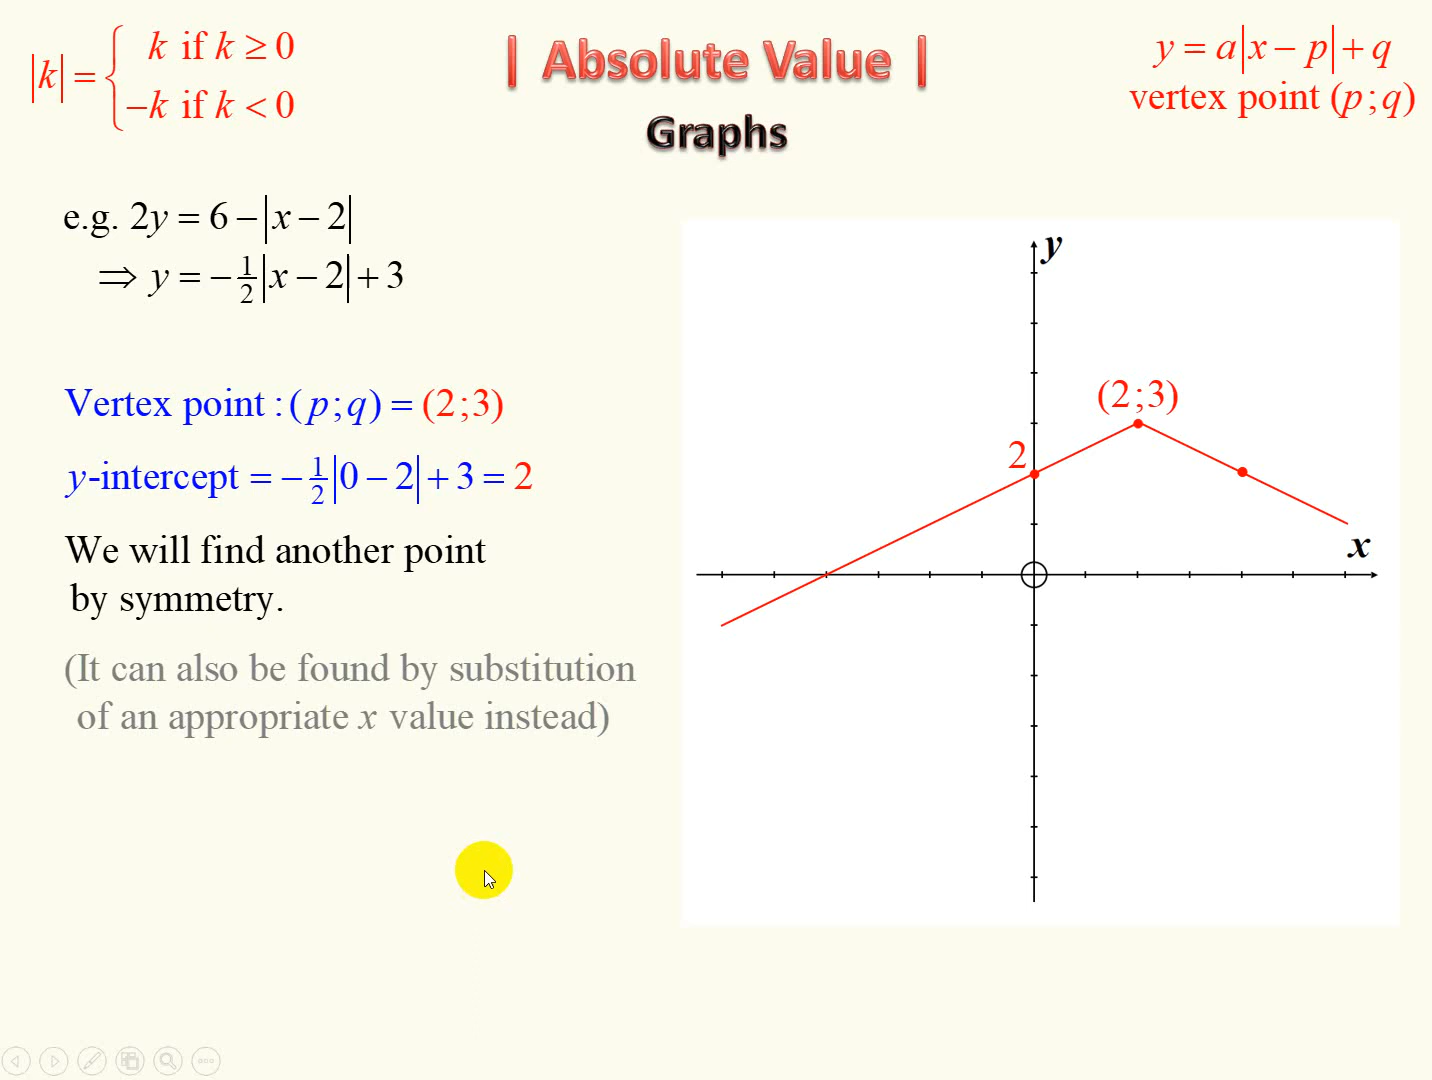 |k| = { k if k ≥ 0
−k if k < 0
| Absolute Value |
Graphs
y = a|x − p| + q
vertex point (p;q)
e.g. 2y = 6 − |x − 2|
⇒ y = −½|x − 2| + 3
Vertex point : (p;q) = (2;3)
y-intercept = −½|0 − 2| + 3 = 2
We will find another point
by symmetry.
(It can also be found by substitution
of an appropriate x value instead)
y
(2;3)
2
x